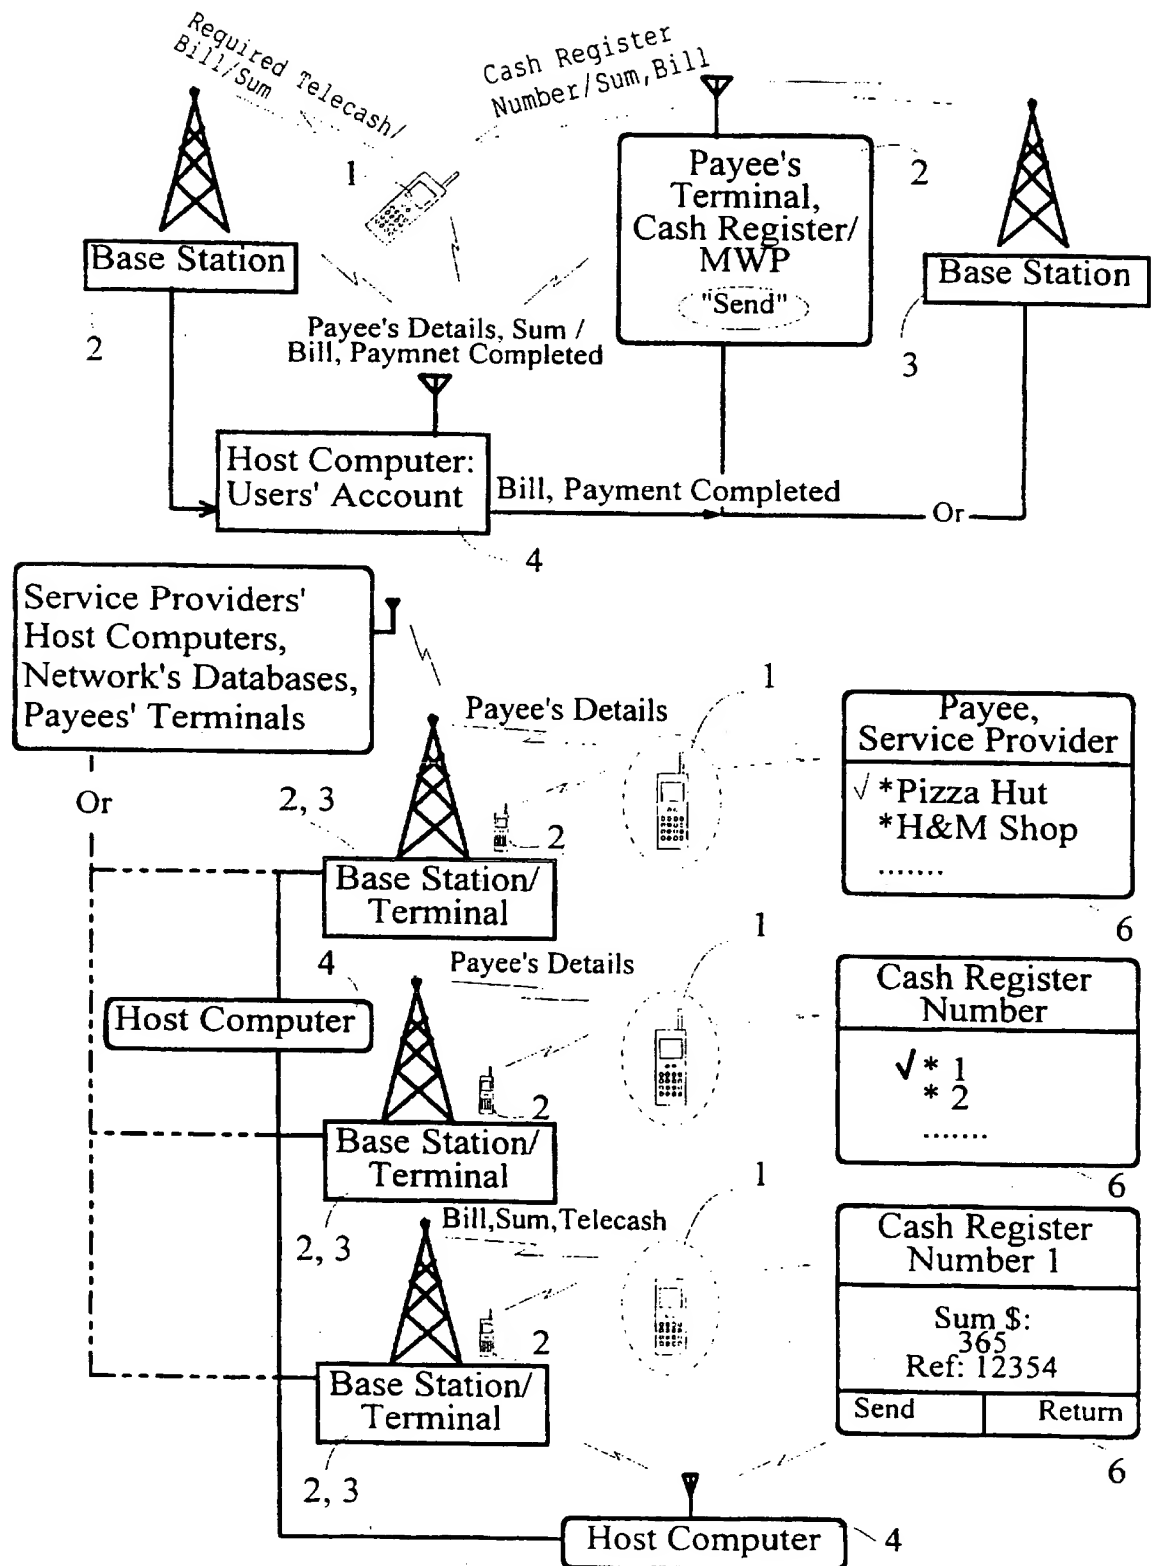 Required Telecash/
Bill/Sum
Cash Register
Number/Sum,Bill
1
Payee's
Terminal,
Cash Register/
MWP
"Send"
2
Base Station
2
Base Station
3
Payee's Details, Sum /
Bill, Paymnet Completed
Host Computer:
Users' Account
Bill, Payment Completed
Or
4
Service Providers'
Host Computers,
Network's Databases,
Payees' Terminals
Or
Payee's Details
1
2, 3
2
Base Station/
Terminal
Payee,
Service Provider
√ *Pizza Hut
*H&M Shop
.......
6
4
Host Computer
Payee's Details
1
2
Base Station/
Terminal
2, 3
Cash Register
Number
√ * 1
* 2
.......
6
Bill,Sum,Telecash
1
2
Base Station/
Terminal
2, 3
Cash Register
Number 1
Sum $:
365
Ref: 12354
Send Return
6
Host Computer
4